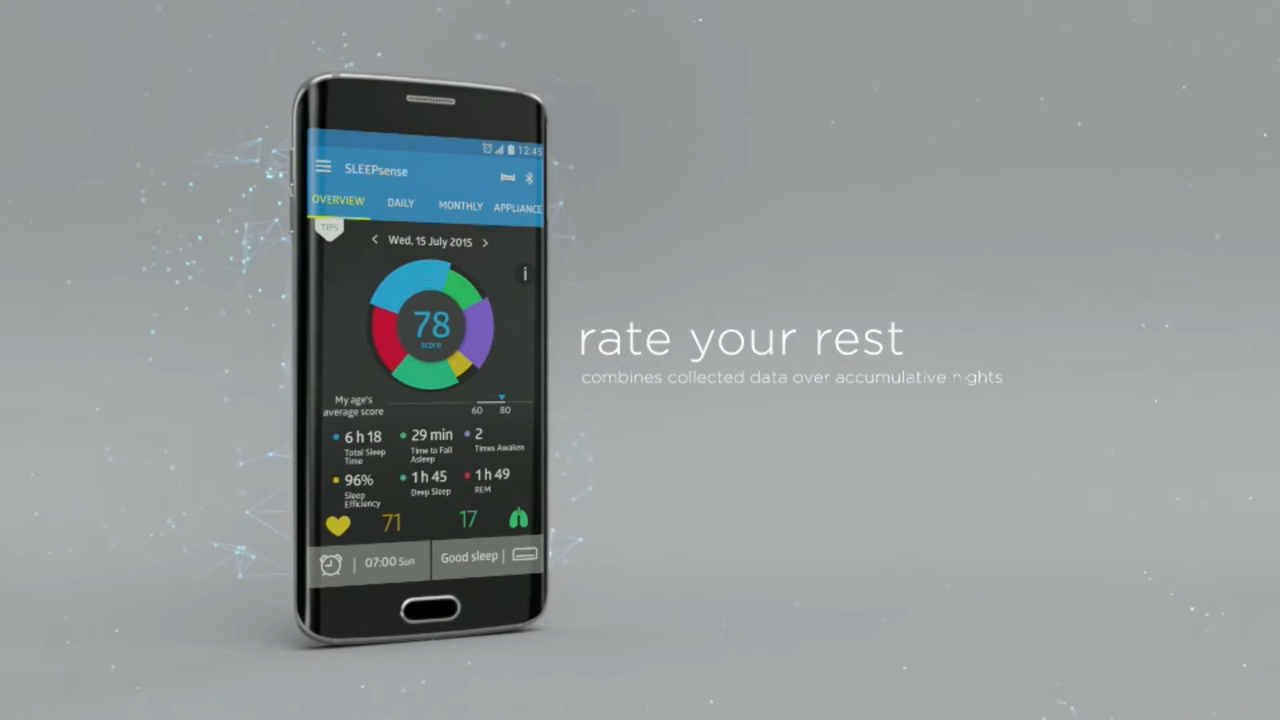 12:45
SLEEPsense
OVERVIEW DAILY MONTHLY APPLIANCE
TIPS
< Wed, 15 July 2015 >
i
78
score
rate your rest
combines collected data over accumulative nights
My age's
average score
60 80
6 h 18 29 min 2
Total Sleep Time to Fall Times Awaken
Time Asleep
96% 1 h 45 1 h 49
Sleep Deep Sleep REM
Efficiency
71 17
07:00 Sun Good sleep